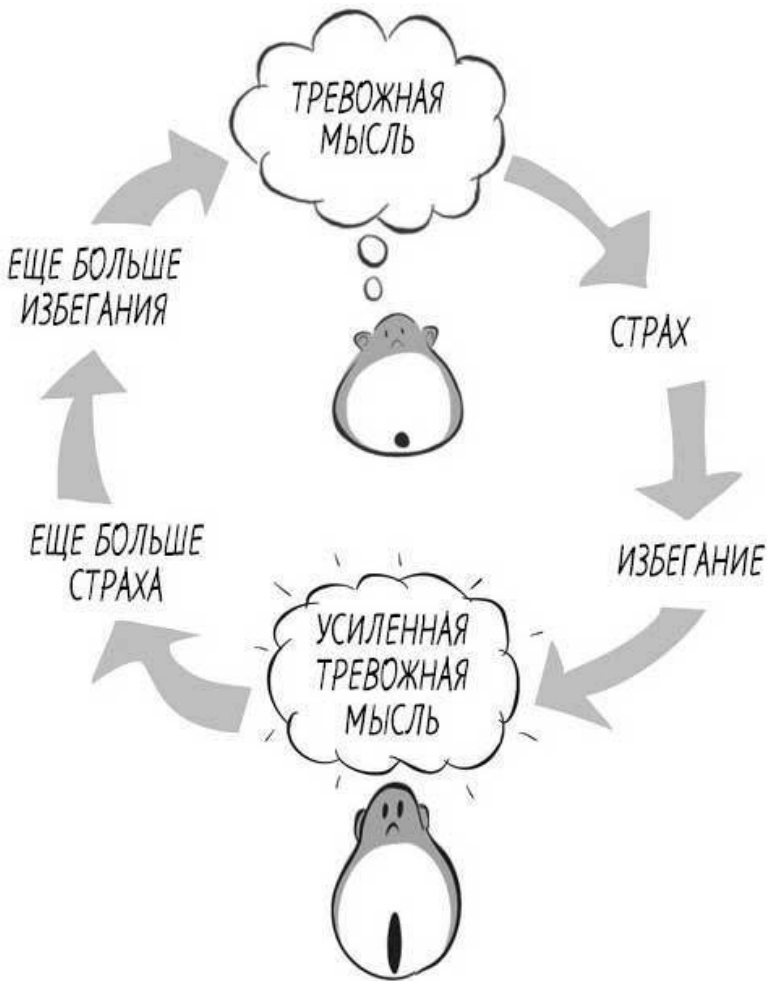 ТРЕВОЖНАЯ
МЫСЛЬ
СТРАХ
ИЗБЕГАНИЕ
УСИЛЕННАЯ
ТРЕВОЖНАЯ
МЫСЛЬ
ЕЩЕ БОЛЬШЕ
СТРАХА
ЕЩЕ БОЛЬШЕ
ИЗБЕГАНИЯ